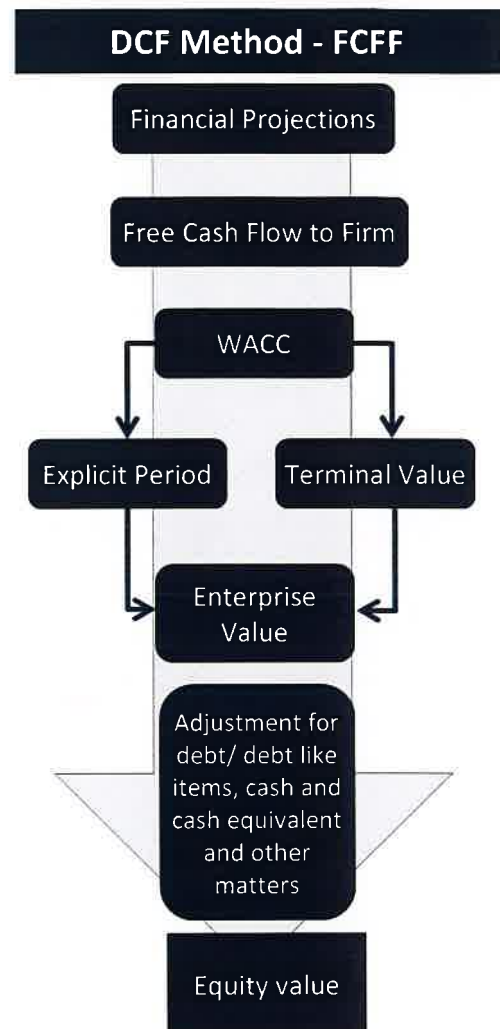 DCF Method - FCFF
Financial Projections
Free Cash Flow to Firm
WACC
Explicit Period
Terminal Value
Enterprise
Value
Adjustment for
debt/ debt like
items, cash and
cash equivalent
and other
matters
Equity value